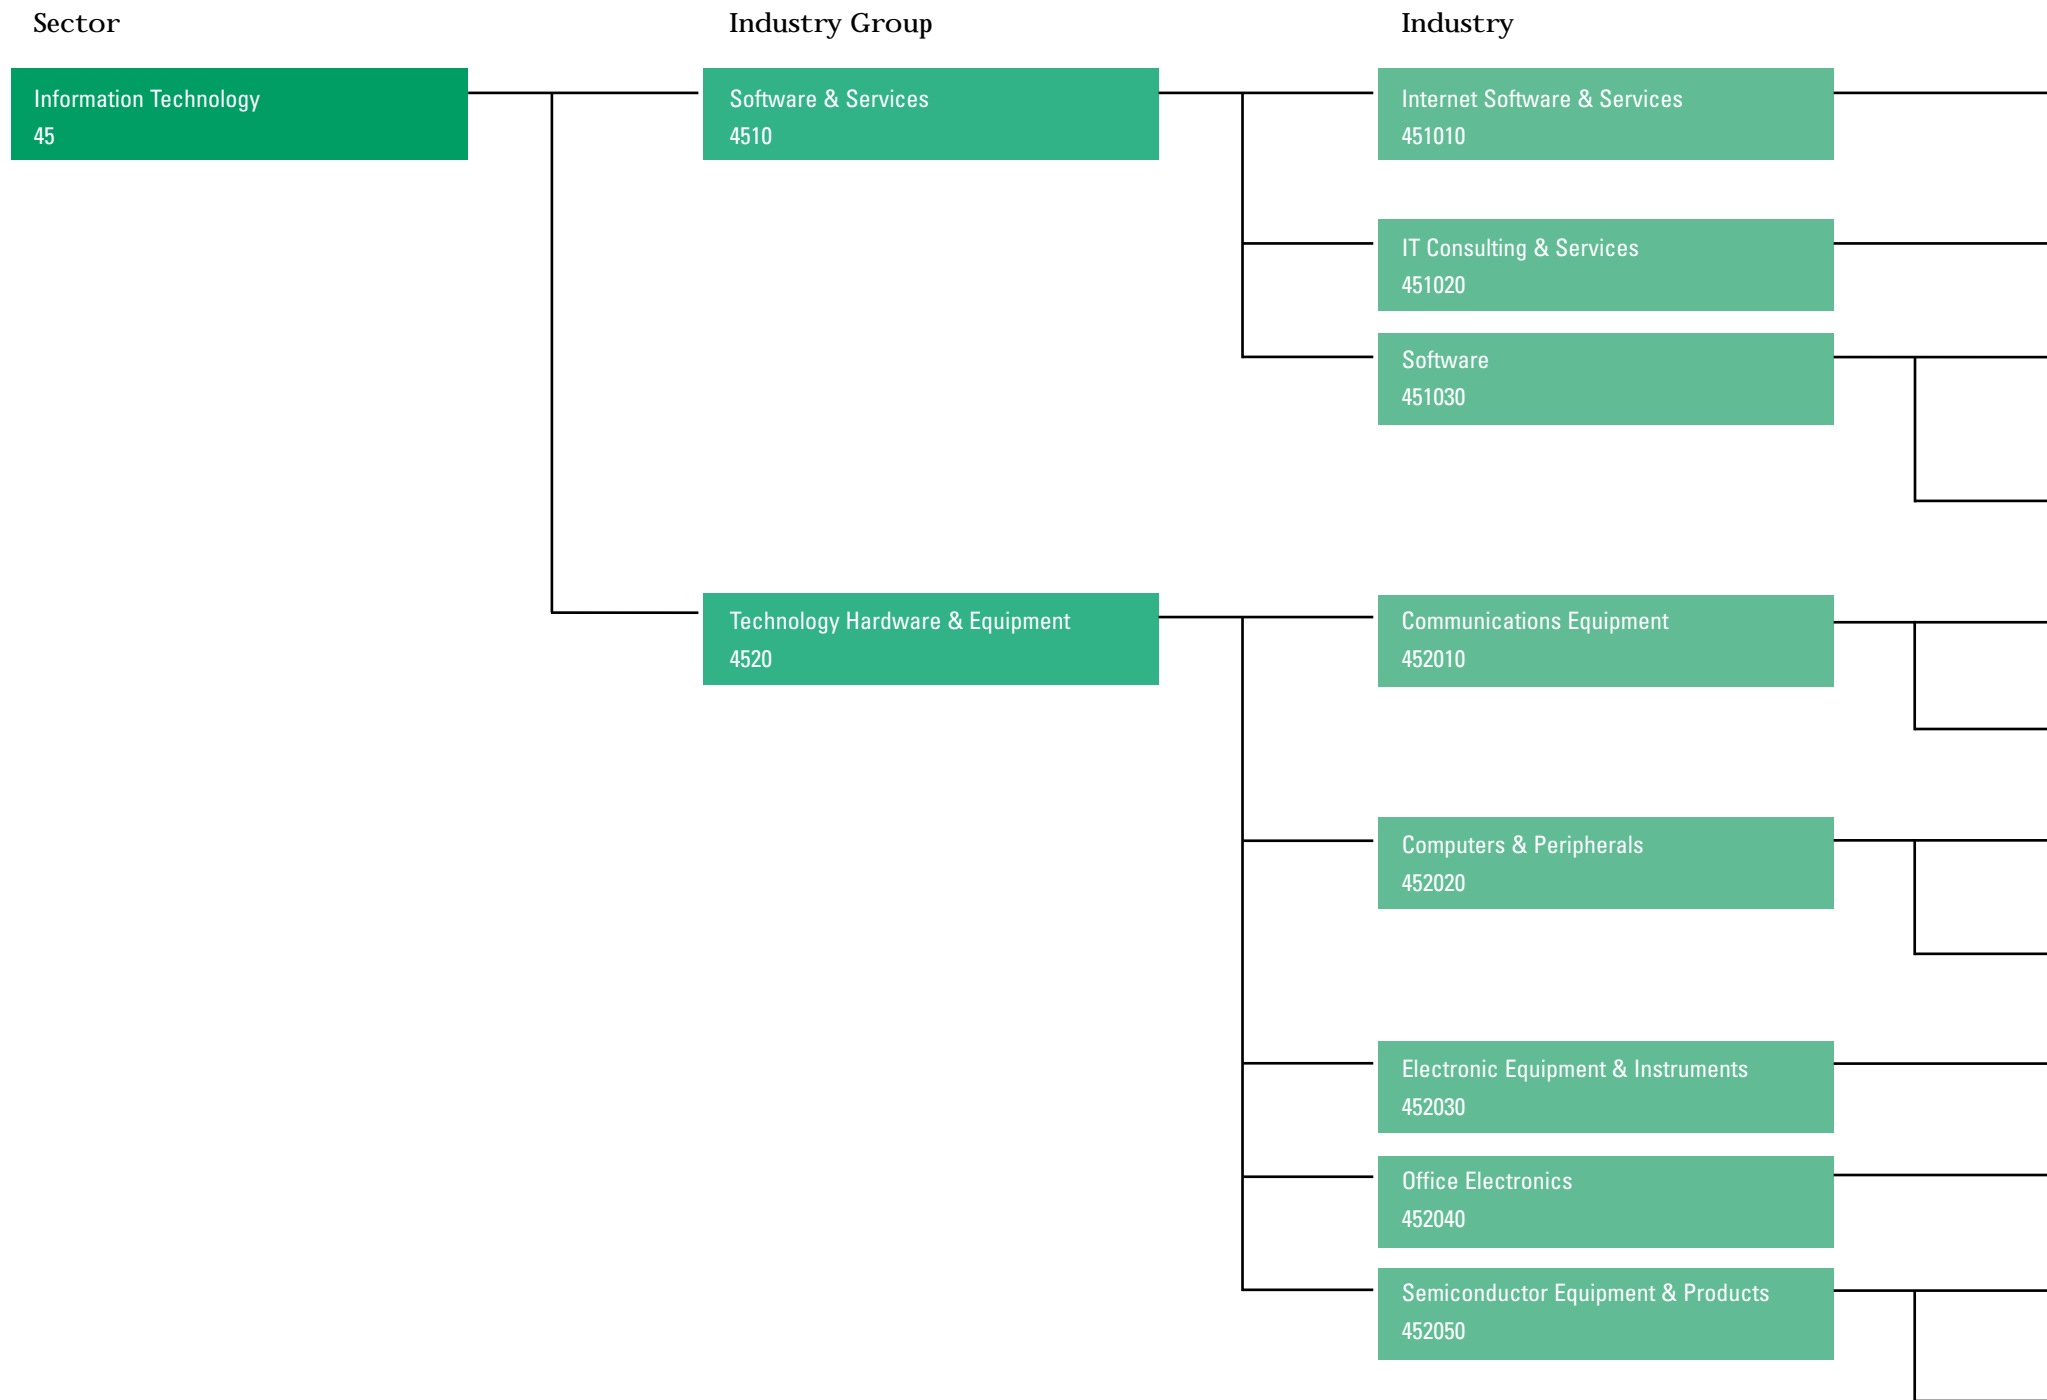 Sector
Industry Group
Industry
Information Technology
45
Software & Services
4510
Internet Software & Services
451010
IT Consulting & Services
451020
Software
451030
Technology Hardware & Equipment
4520
Communications Equipment
452010
Computers & Peripherals
452020
Electronic Equipment & Instruments
452030
Office Electronics
452040
Semiconductor Equipment & Products
452050